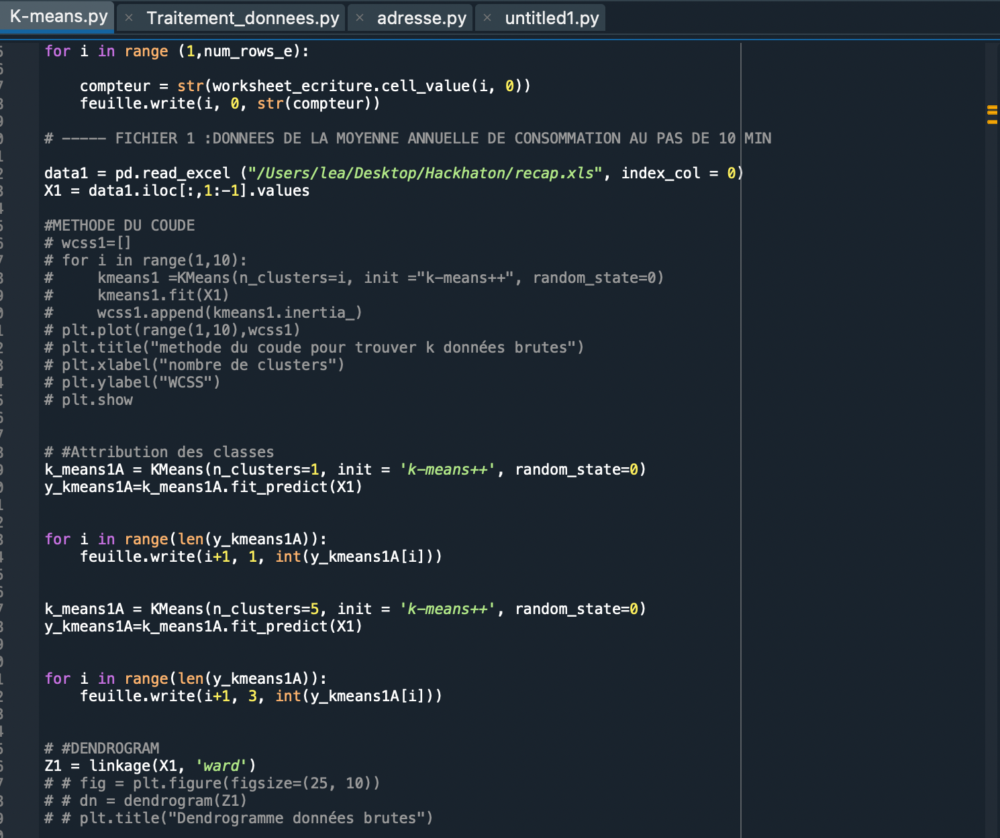 K-means.py × Traitement_donnees.py × adresse.py × untitled1.py
for i in range (1,num_rows_e):
compteur = str(worksheet_ecriture.cell_value(i, 0))
feuille.write(i, 0, str(compteur))
# ----- FICHIER 1 :DONNEES DE LA MOYENNE ANNUELLE DE CONSOMMATION AU PAS DE 10 MIN
data1 = pd.read_excel ("/Users/lea/Desktop/Hackhaton/recap.xls", index_col = 0)
X1 = data1.iloc[:,1:-1].values
#METHODE DU COUDE
# wcss1=[]
# for i in range(1,10):
#     kmeans1 =KMeans(n_clusters=i, init ="k-means++", random_state=0)
#     kmeans1.fit(X1)
#     wcss1.append(kmeans1.inertia_)
# plt.plot(range(1,10),wcss1)
# plt.title("methode du coude pour trouver k données brutes")
# plt.xlabel("nombre de clusters")
# plt.ylabel("WCSS")
# plt.show
# #Attribution des classes
k_means1A = KMeans(n_clusters=1, init = 'k-means++', random_state=0)
y_kmeans1A=k_means1A.fit_predict(X1)
for i in range(len(y_kmeans1A)):
feuille.write(i+1, 1, int(y_kmeans1A[i]))
k_means1A = KMeans(n_clusters=5, init = 'k-means++', random_state=0)
y_kmeans1A=k_means1A.fit_predict(X1)
for i in range(len(y_kmeans1A)):
feuille.write(i+1, 3, int(y_kmeans1A[i]))
# #DENDROGRAM
Z1 = linkage(X1, 'ward')
# # fig = plt.figure(figsize=(25, 10))
# # dn = dendrogram(Z1)
# # plt.title("Dendrogramme données brutes")